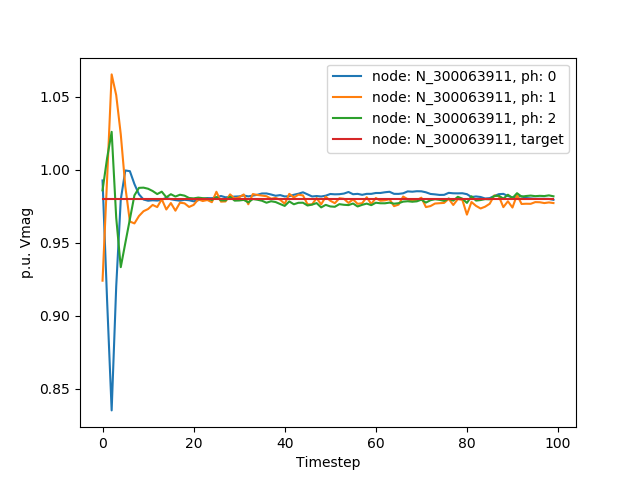 node: N_300063911, ph: 0
node: N_300063911, ph: 1
node: N_300063911, ph: 2
node: N_300063911, target
p.u. Vmag
1.05
1.00
0.95
0.90
0.85
0 20 40 60 80 100
Timestep